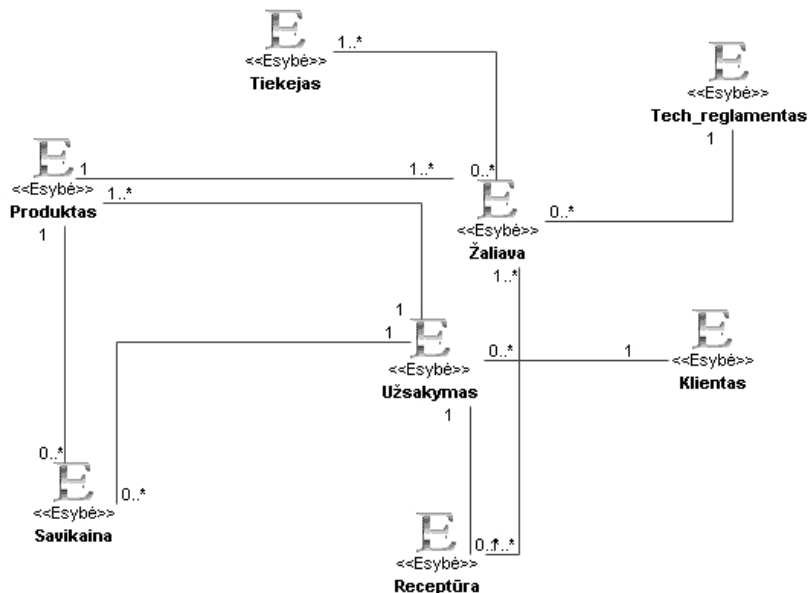 E
<<Esybė>>
Tiekejas
1..*
E
<<Esybė>>
Tech_reglamentas
1
E
<<Esybė>>
Produktas
1
1..*
1..*
1
0..*
E
<<Esybė>>
Žaliava
0..*
1..*
1
1
E
<<Esybė>>
Užsakymas
1
0..*
1
E
<<Esybė>>
Klientas
0..*
E
<<Esybė>>
Savikaina
0..*
E
<<Esybė>>
Receptūra